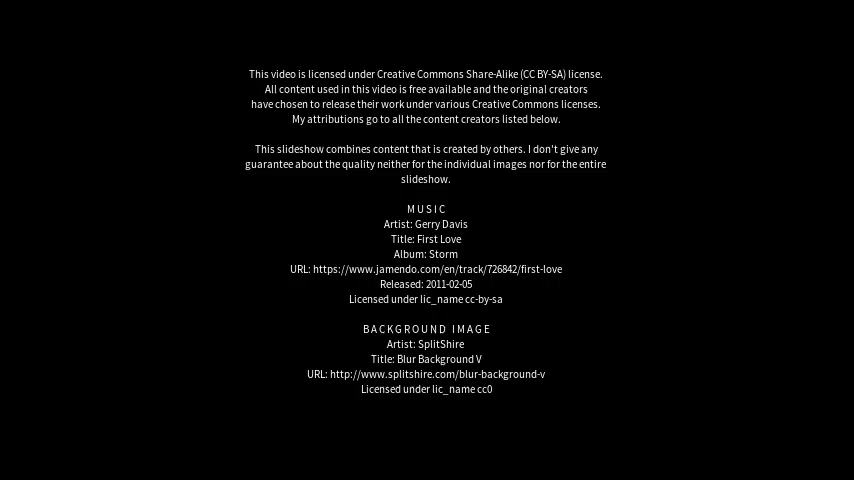 This video is licensed under Creative Commons Share-Alike (CC BY-SA) license.
All content used in this video is free available and the original creators
have chosen to release their work under various Creative Commons licenses.
My attributions go to all the content creators listed below.
This slideshow combines content that is created by others. I don't give any
guarantee about the quality neither for the individual images nor for the entire
slideshow.
MUSIC
Artist: Gerry Davis
Title: First Love
Album: Storm
URL: https://www.jamendo.com/en/track/726842/first-love
Released: 2011-02-05
Licensed under lic_name cc-by-sa
BACKGROUND IMAGE
Artist: SplitShire
Title: Blur Background V
URL: http://www.splitshire.com/blur-background-v
Licensed under lic_name cc0